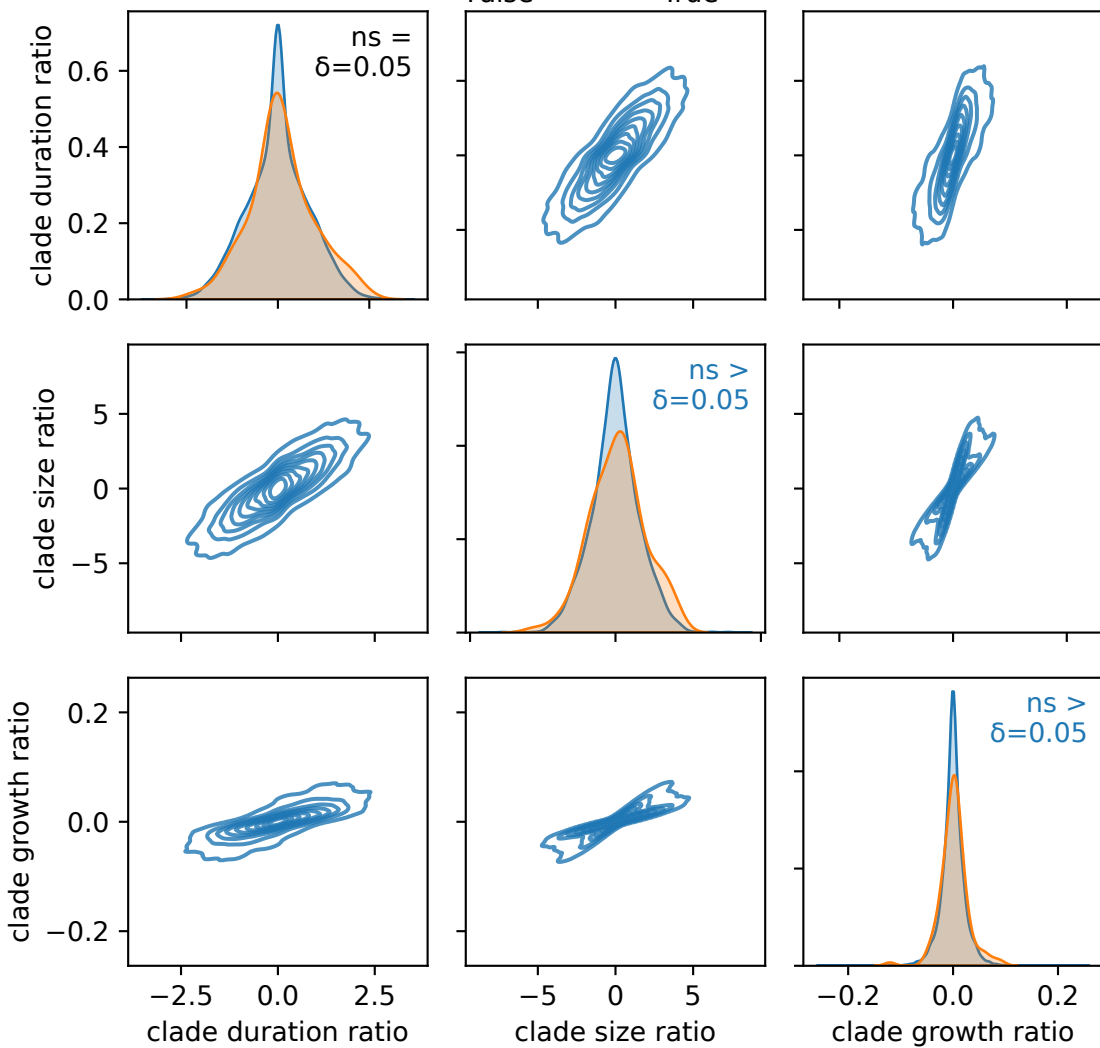 clade duration ratio
0.6
0.4
0.2
0.0
ns =
δ=0.05
clade size ratio
5
0
−5
ns >
δ=0.05
clade growth ratio
0.2
0.0
−0.2
ns >
δ=0.05
−2.5 0.0 2.5
−5 0 5
−0.2 0.0 0.2
clade duration ratio
clade size ratio
clade growth ratio